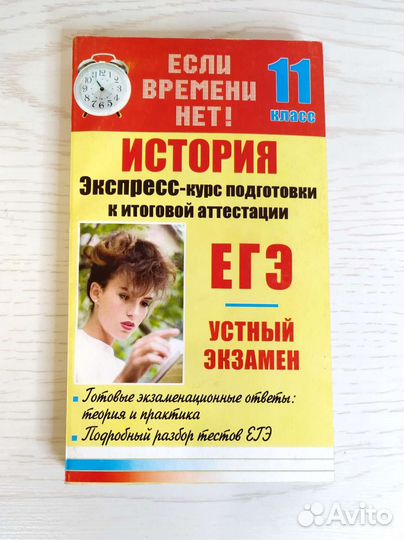 ЕСЛИ
ВРЕМЕНИ
НЕТ!
11
класс
ИСТОРИЯ
Экспресс-курс подготовки
к итоговой аттестации
ЕГЭ
УСТНЫЙ
ЭКЗАМЕН
Готовые экзаменационные ответы:
теория и практика
Подробный разбор тестов ЕГЭ
Avito